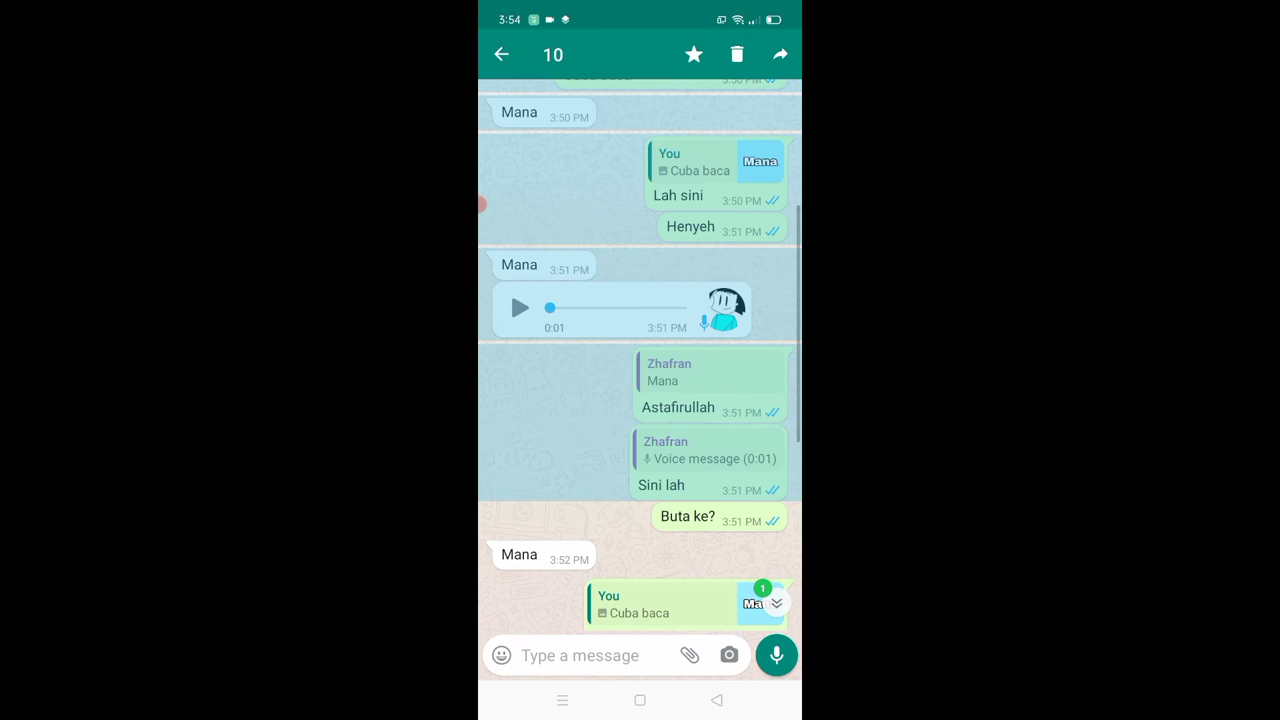 3:54
10
3:50 PM
Mana 3:50 PM
You
Cuba baca
Mana
Lah sini 3:50 PM
Henyeh 3:51 PM
Mana 3:51 PM
0:01 3:51 PM
Zhafran
Mana
Astafirullah 3:51 PM
Zhafran
Voice message (0:01)
Sini lah 3:51 PM
Buta ke? 3:51 PM
Mana 3:52 PM
1
You
Cuba baca
Type a message